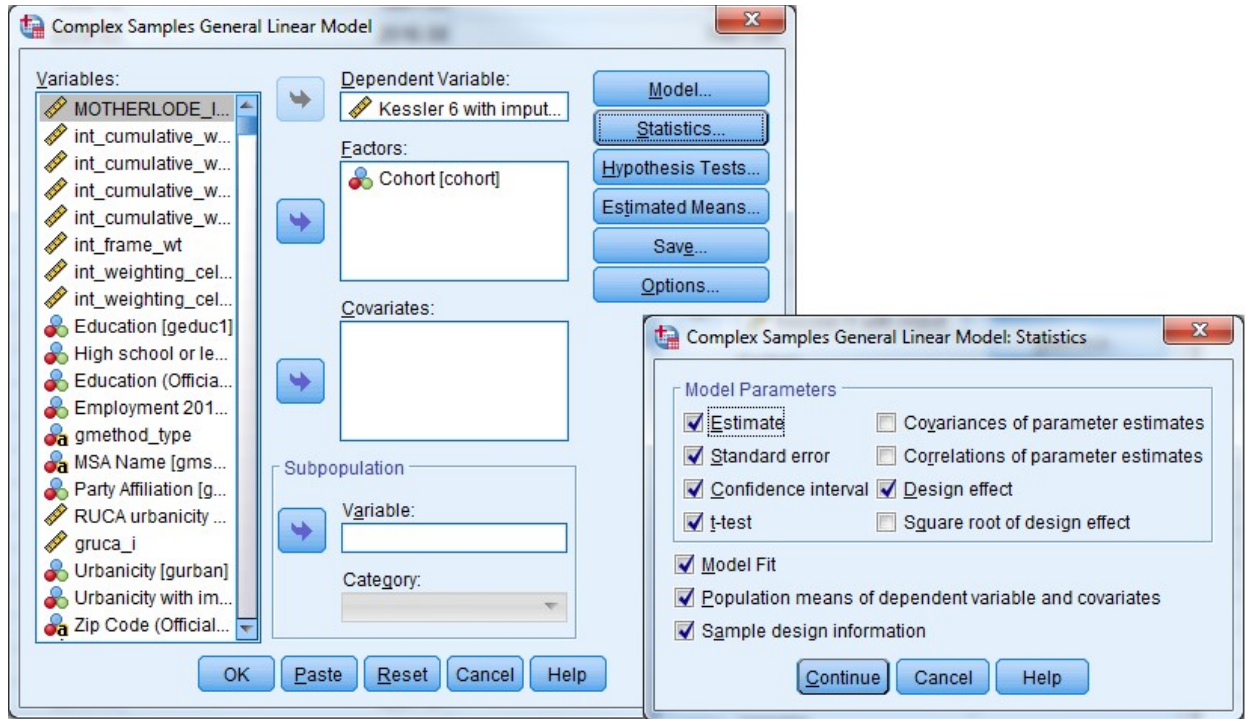 Complex Samples General Linear Model
Variables:
MOTHERLODE_I...
int_cumulative_w...
int_cumulative_w...
int_cumulative_w...
int_cumulative_w...
int_frame_wt
int_weighting_cel...
int_weighting_cel...
Education [geduc1]
High school or le...
Education (Officia...
Employment 201...
gmethod_type
MSA Name [gms...
Party Affiliation [g...
RUCA urbanicity ...
gruca_i
Urbanicity [gurban]
Urbanicity with im...
Zip Code (Official...
Dependent Variable:
Kessler 6 with imput...
Factors:
Cohort [cohort]
Covariates:
Subpopulation
Variable:
Category:
Model...
Statistics...
Hypothesis Tests...
Estimated Means...
Save...
Options...
OK Paste Reset Cancel Help
Complex Samples General Linear Model: Statistics
Model Parameters
Estimate Covariances of parameter estimates
Standard error Correlations of parameter estimates
Confidence interval Design effect
t-test Square root of design effect
Model Fit
Population means of dependent variable and covariates
Sample design information
Continue Cancel Help